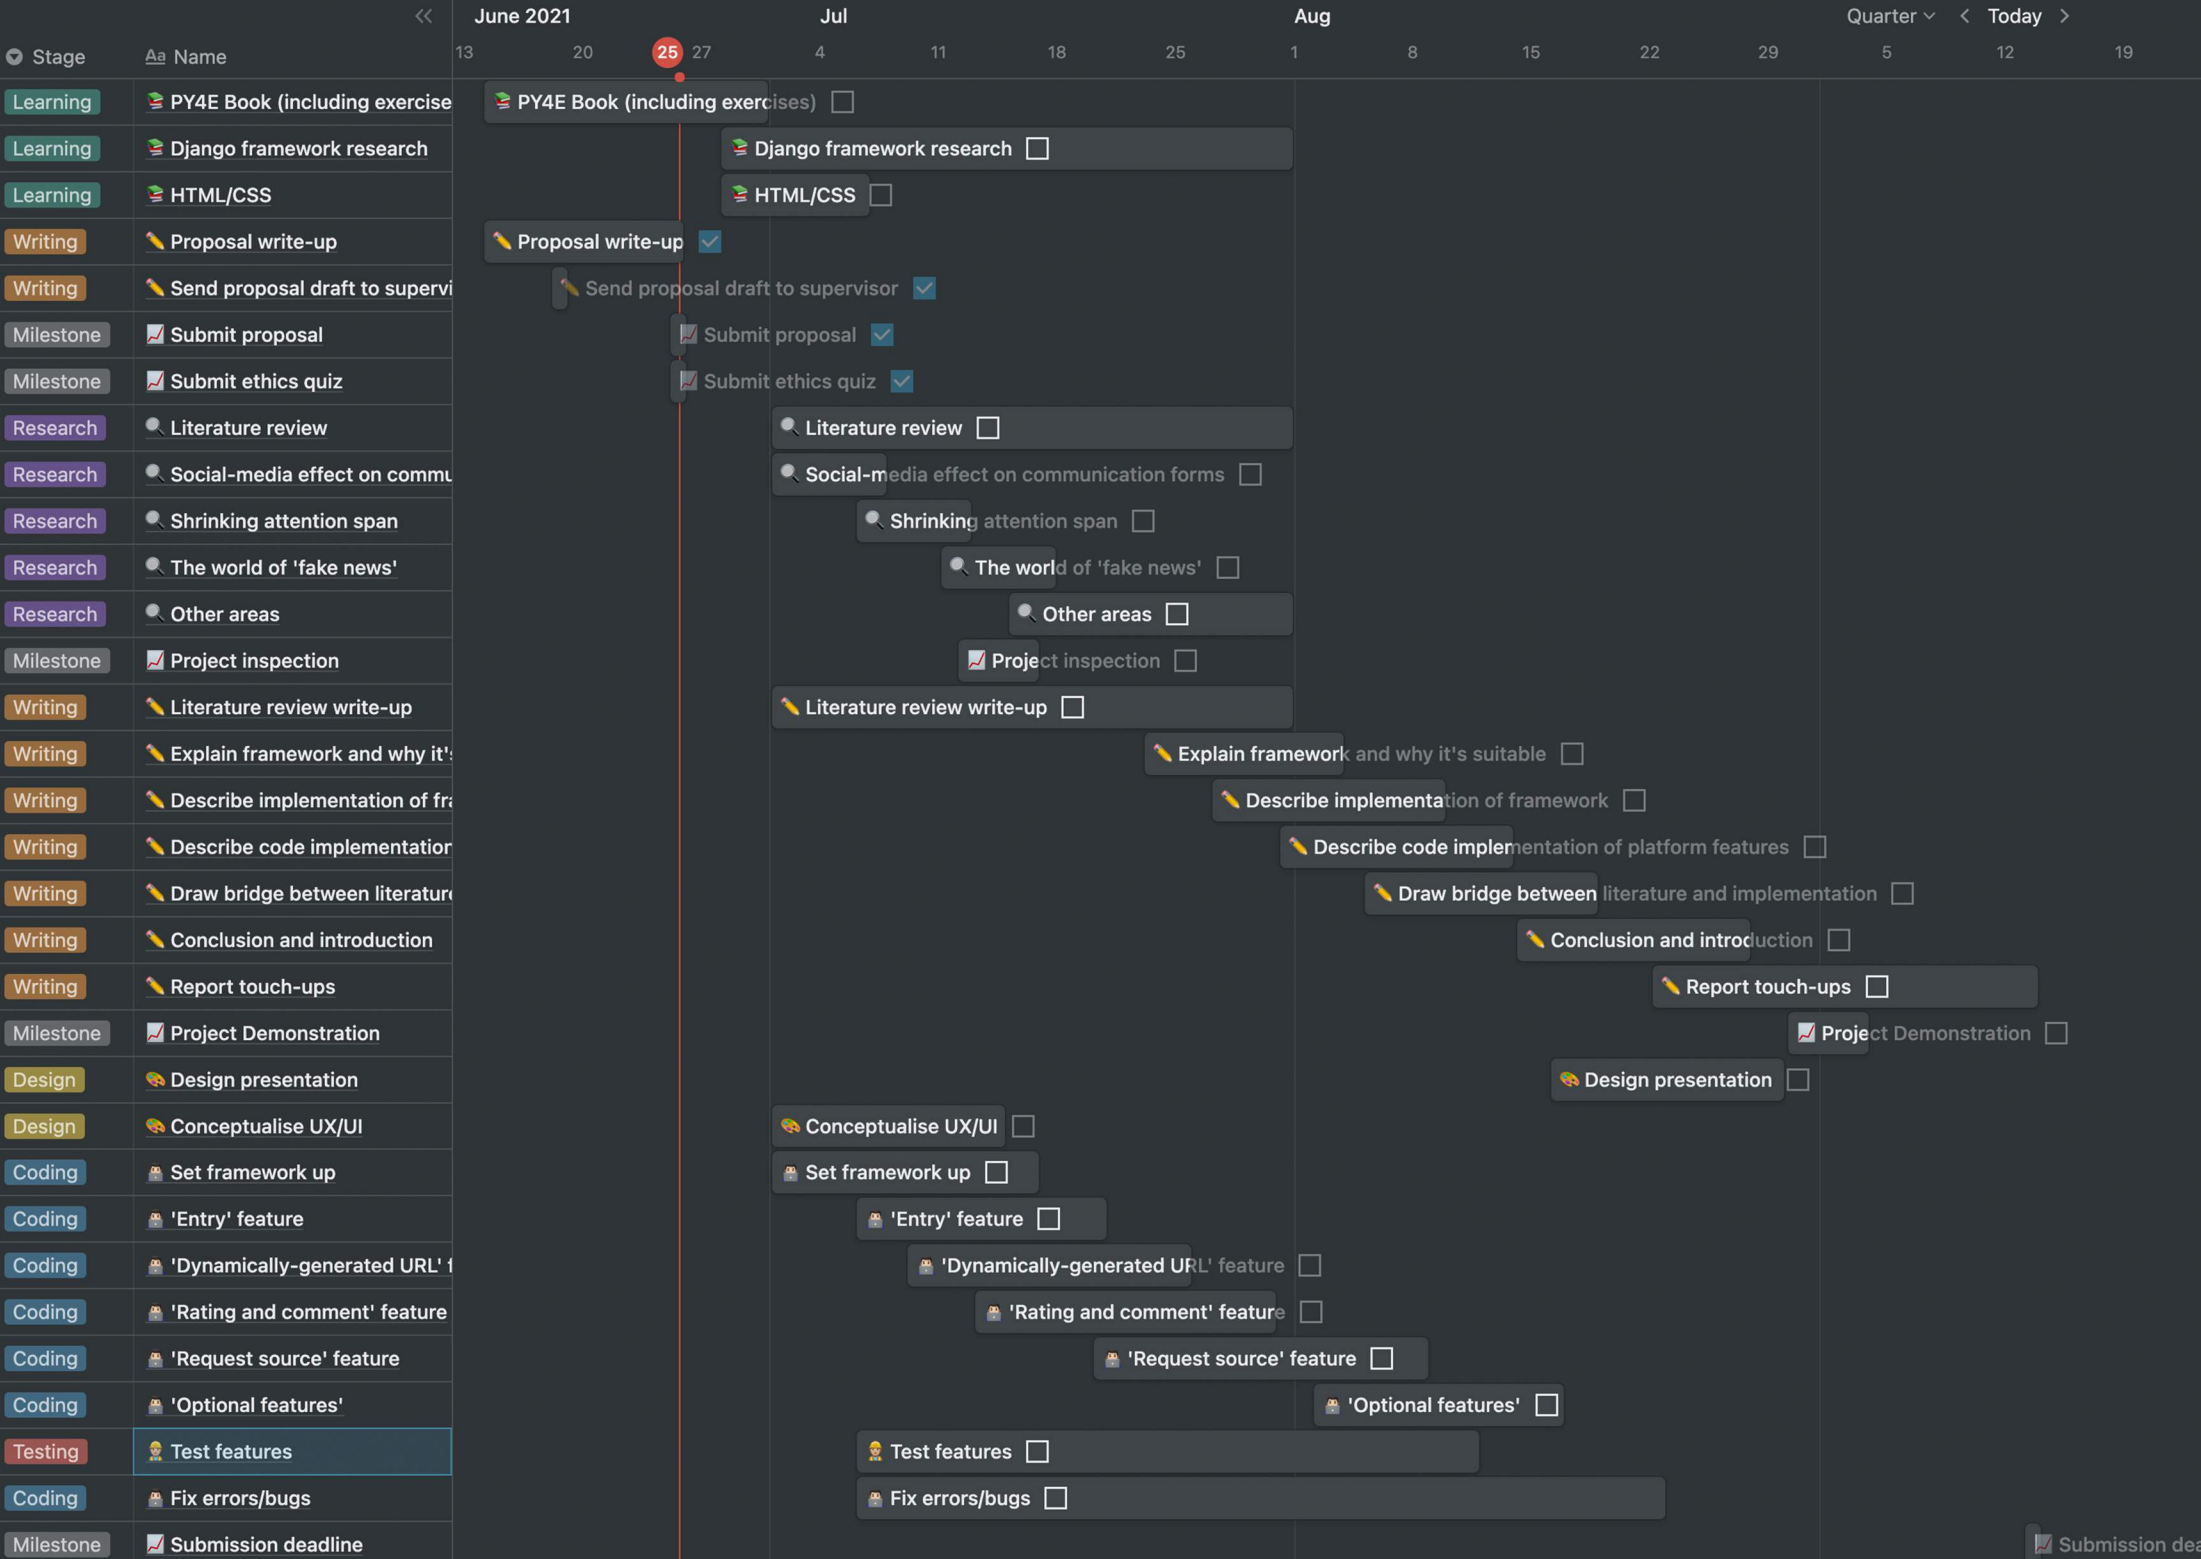 June 2021 Jul Aug Quarter Today
Stage Aa Name 13 20 25 27 4 11 18 25 1 8 15 22 29 5 12 19
Learning PY4E Book (including exercise PY4E Book (including exercises)
Learning Django framework research Django framework research
Learning HTML/CSS HTML/CSS
Writing Proposal write-up Proposal write-up
Writing Send proposal draft to supervi Send proposal draft to supervisor
Milestone Submit proposal Submit proposal
Milestone Submit ethics quiz Submit ethics quiz
Research Literature review Literature review
Research Social-media effect on commu Social-media effect on communication forms
Research Shrinking attention span Shrinking attention span
Research The world of 'fake news' The world of 'fake news'
Research Other areas Other areas
Milestone Project inspection Project inspection
Writing Literature review write-up Literature review write-up
Writing Explain framework and why it's Explain framework and why it's suitable
Writing Describe implementation of fra Describe implementation of framework
Writing Describe code implementation Describe code implementation of platform features
Writing Draw bridge between literature Draw bridge between literature and implementation
Writing Conclusion and introduction Conclusion and introduction
Writing Report touch-ups Report touch-ups
Milestone Project Demonstration Project Demonstration
Design Design presentation Design presentation
Design Conceptualise UX/UI Conceptualise UX/UI
Coding Set framework up Set framework up
Coding 'Entry' feature 'Entry' feature
Coding 'Dynamically-generated URL' f 'Dynamically-generated URL' feature
Coding 'Rating and comment' feature 'Rating and comment' feature
Coding 'Request source' feature 'Request source' feature
Coding 'Optional features' 'Optional features'
Testing Test features Test features
Coding Fix errors/bugs Fix errors/bugs
Milestone Submission deadline Submission dea